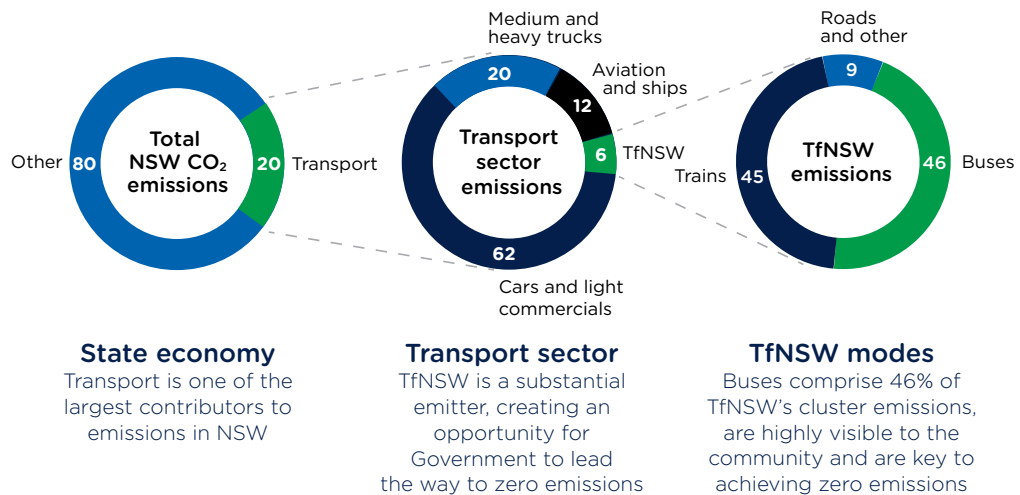 Other
80
Total
NSW CO₂
emissions
20
Transport
Medium and
heavy trucks
20
Aviation
and ships
12
Transport
sector
emissions
6
TfNSW
62
Cars and light
commercials
Roads
and other
9
Trains
45
TfNSW
emissions
46
Buses
State economy
Transport is one of the
largest contributors to
emissions in NSW
Transport sector
TfNSW is a substantial
emitter, creating an
opportunity for
Government to lead
the way to zero emissions
TfNSW modes
Buses comprise 46% of
TfNSW's cluster emissions,
are highly visible to the
community and are key to
achieving zero emissions